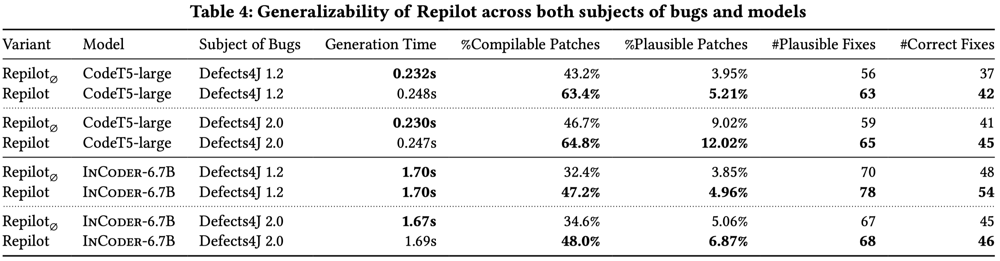 Table 4: Generalizability of Repilot across both subjects of bugs and models
Variant Model Subject of Bugs Generation Time %Compilable Patches %Plausible Patches #Plausible Fixes #Correct Fixes
Repilot∅ CodeT5-large Defects4J 1.2 0.232s 43.2% 3.95% 56 37
Repilot CodeT5-large Defects4J 1.2 0.248s 63.4% 5.21% 63 42
Repilot∅ CodeT5-large Defects4J 2.0 0.230s 46.7% 9.02% 59 41
Repilot CodeT5-large Defects4J 2.0 0.247s 64.8% 12.02% 65 45
Repilot∅ InCoder-6.7B Defects4J 1.2 1.70s 32.4% 3.85% 70 48
Repilot InCoder-6.7B Defects4J 1.2 1.70s 47.2% 4.96% 78 54
Repilot∅ InCoder-6.7B Defects4J 2.0 1.67s 34.6% 5.06% 67 45
Repilot InCoder-6.7B Defects4J 2.0 1.69s 48.0% 6.87% 68 46